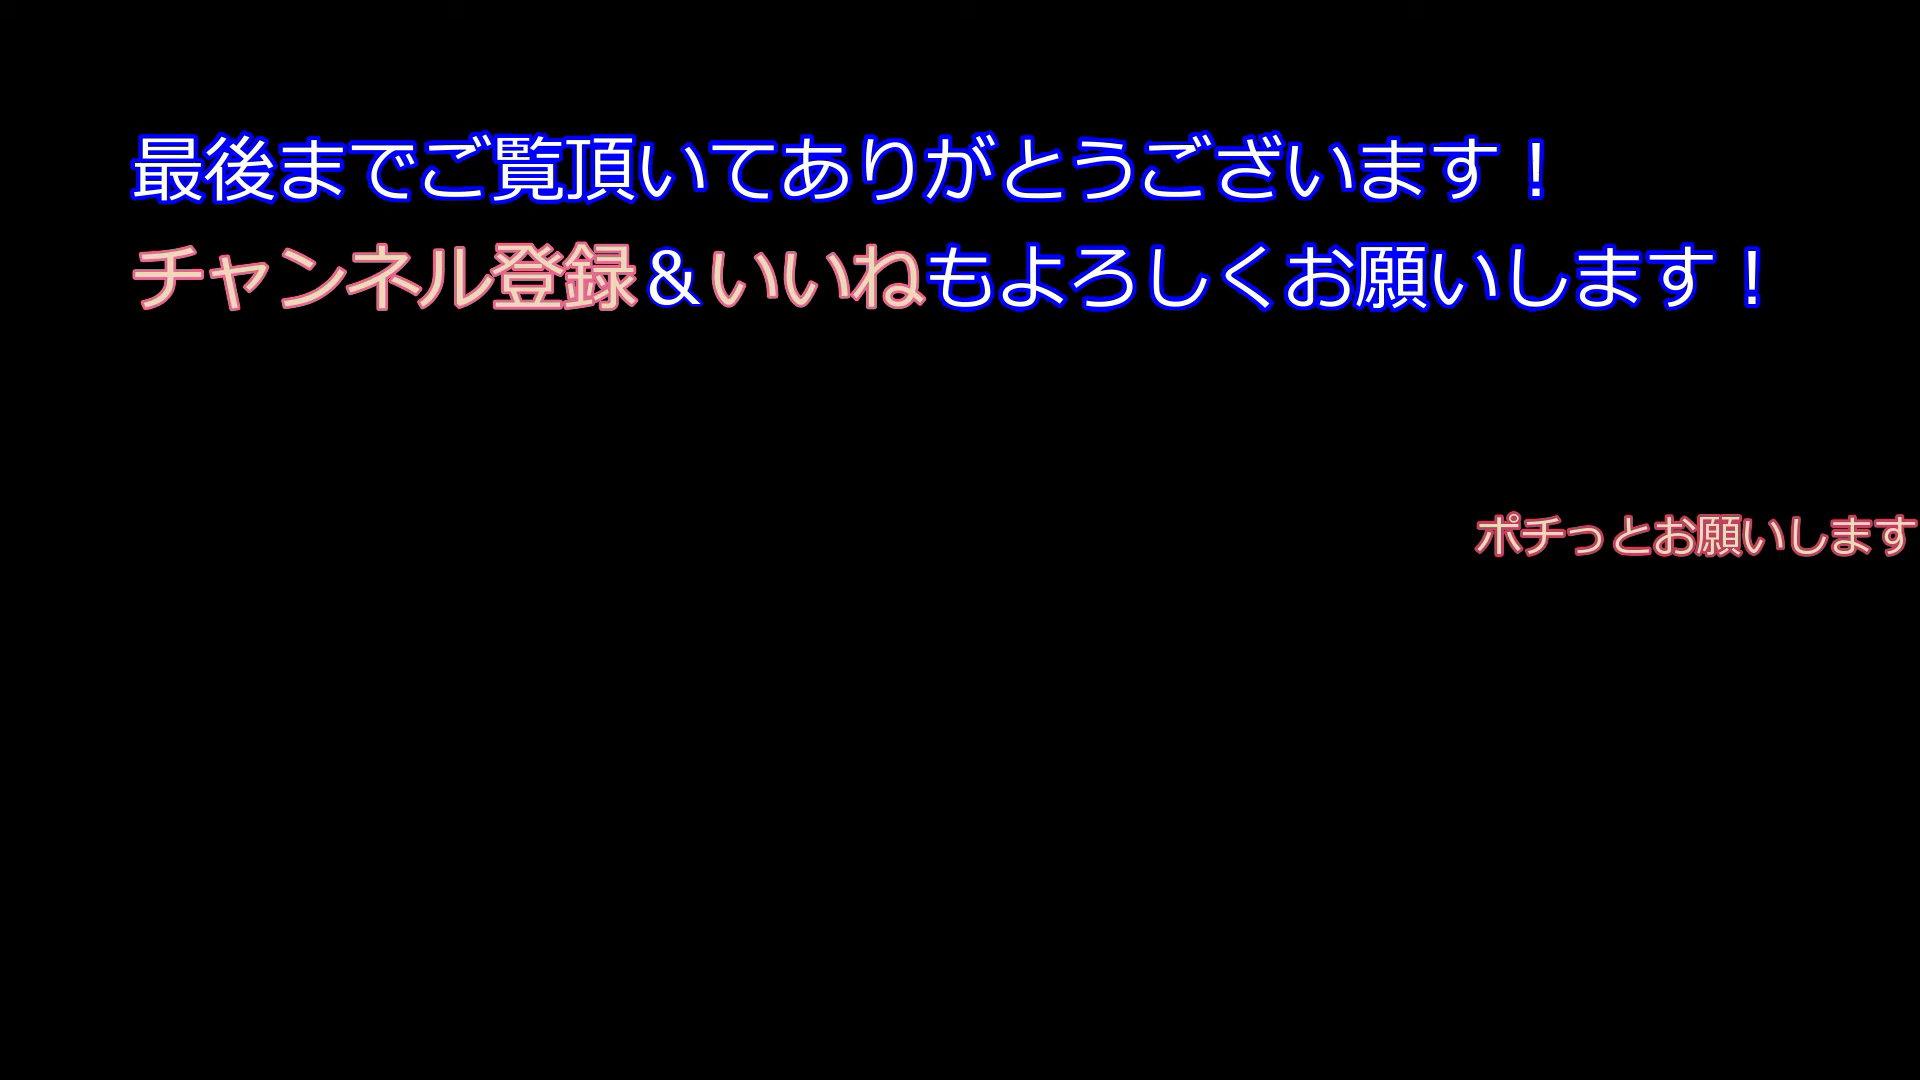 最後までご覧頂いてありがとうございます！
チャンネル登録＆いいねもよろしくお願いします！
ポチっとお願いします